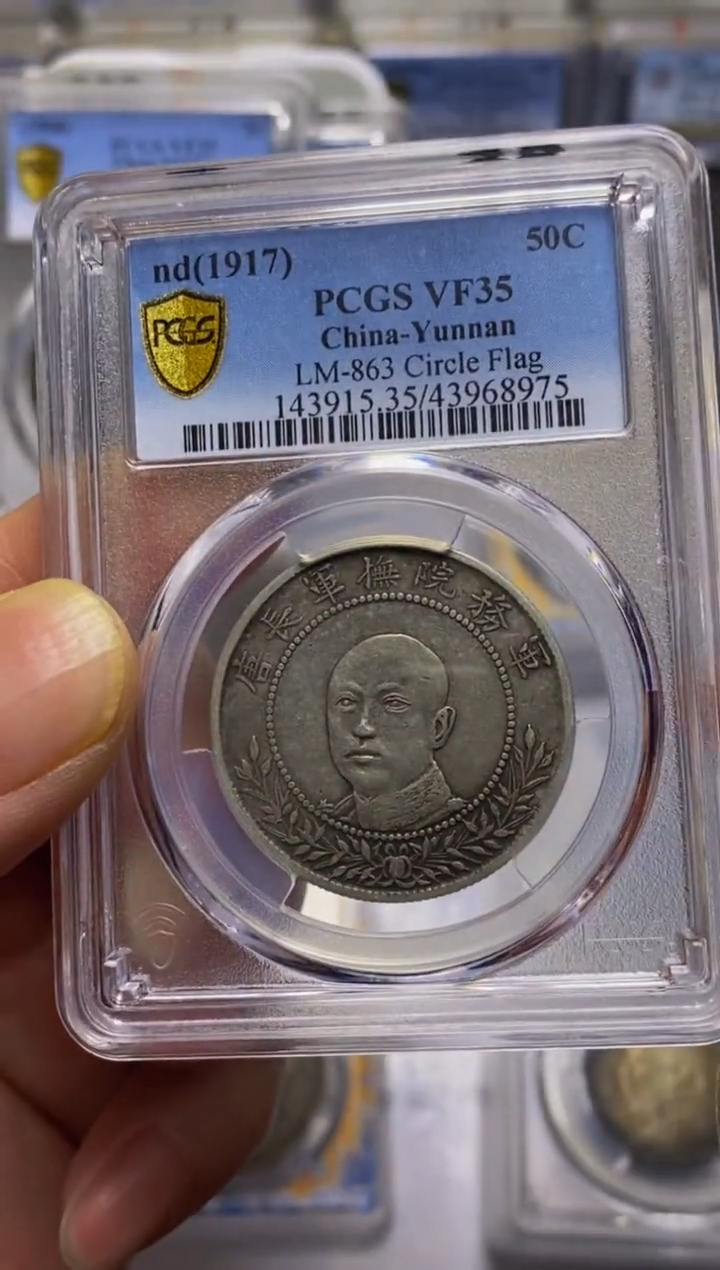 nd(1917)
50C
PCGS
PCGS VF35
China-Yunnan
LM-863 Circle Flag
143915.35/43968975
軍務院撫軍長唐